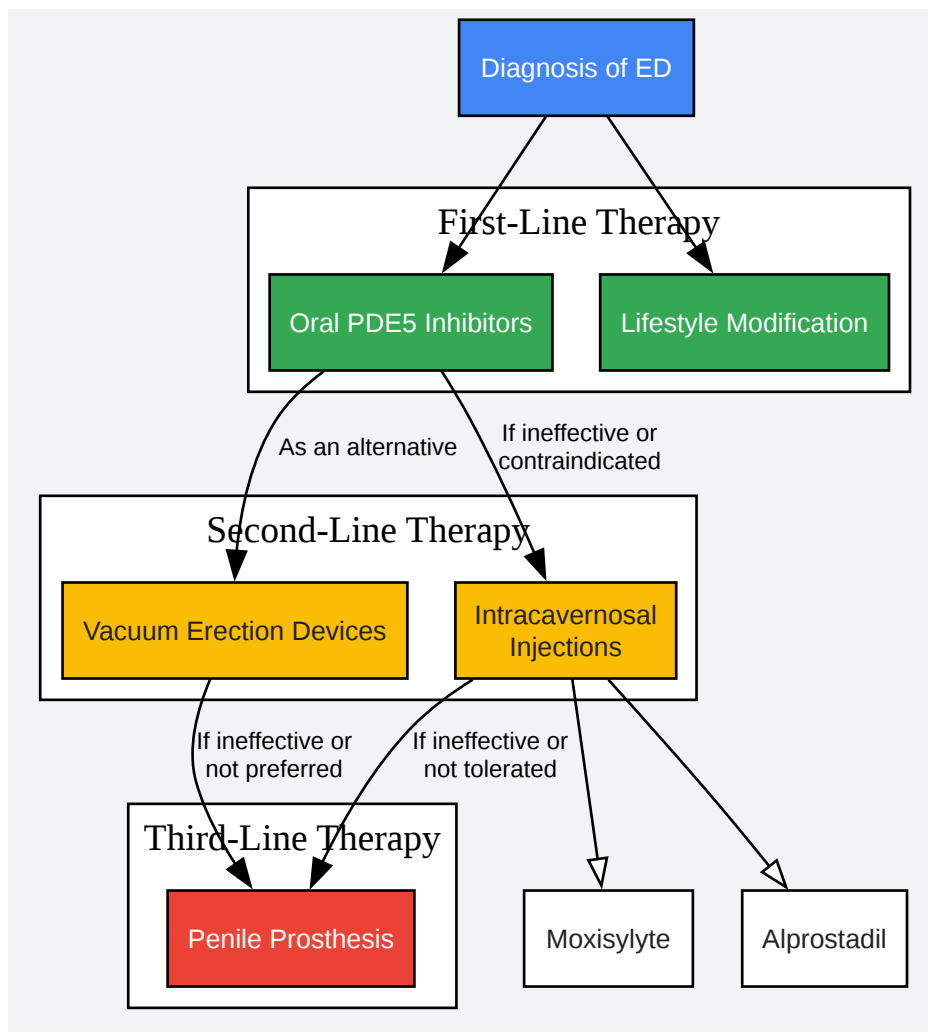 Diagnosis of ED
First-Line Therapy
Oral PDE5 Inhibitors
Lifestyle Modification
As an alternative
If ineffective or
contraindicated
Second-Line Therapy
Vacuum Erection Devices
Intracavernosal
Injections
If ineffective or
not preferred
If ineffective or
not tolerated
Third-Line Therapy
Penile Prosthesis
Moxisylyte
Alprostadil